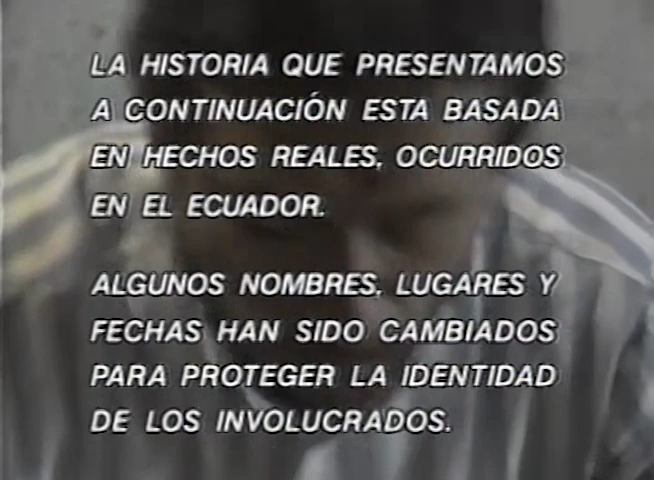 LA HISTORIA QUE PRESENTAMOS
A CONTINUACIÓN ESTA BASADA
EN HECHOS REALES, OCURRIDOS
EN EL ECUADOR.
ALGUNOS NOMBRES, LUGARES Y
FECHAS HAN SIDO CAMBIADOS
PARA PROTEGER LA IDENTIDAD
DE LOS INVOLUCRADOS.